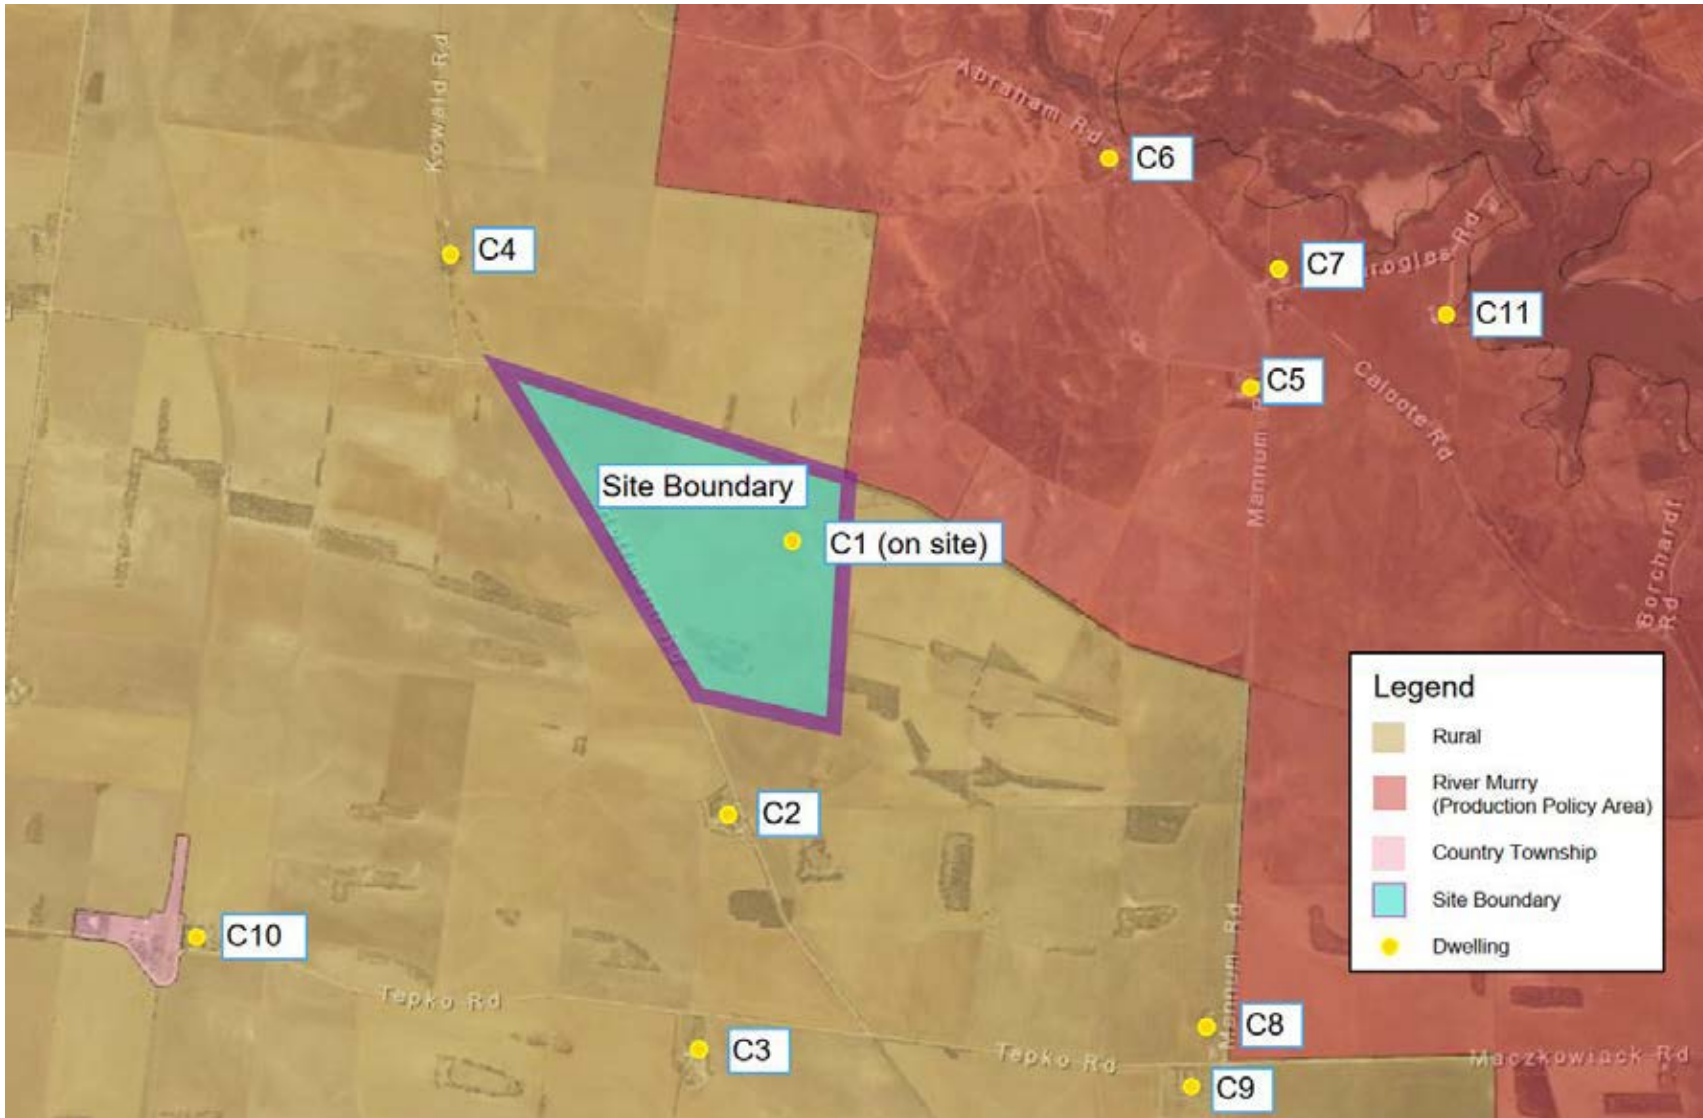 Kowald Rd
Abraham Rd
C6
C4
C7
C11
C5
Caloote Rd
Mannum R
Site Boundary
C1 (on site)
Borchardt
Rd
C2
C10
Tepko Rd
C3
Mannum Rd
C8
Tepko Rd
Maczkowiack Rd
C9
Legend
Rural
River Murry
(Production Policy Area)
Country Township
Site Boundary
Dwelling